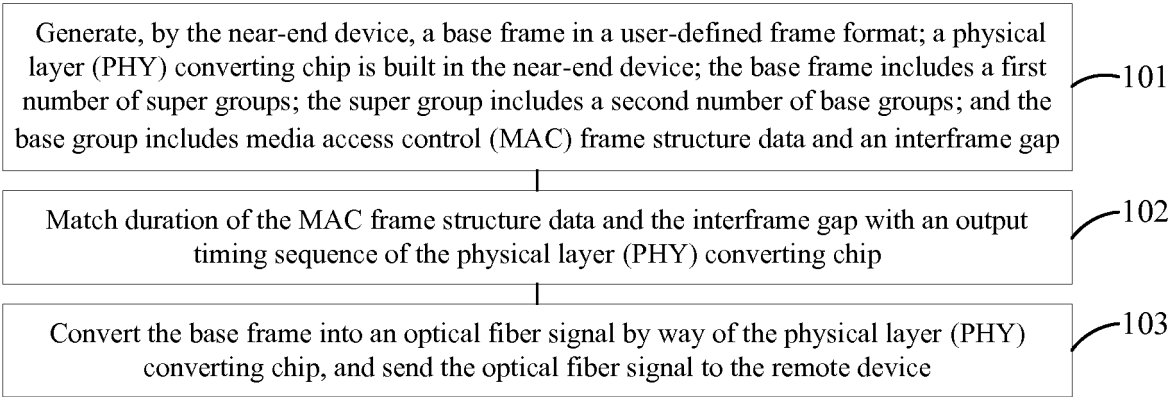 Generate, by the near-end device, a base frame in a user-defined frame format; a physical
layer (PHY) converting chip is built in the near-end device; the base frame includes a first
number of super groups; the super group includes a second number of base groups; and the
base group includes media access control (MAC) frame structure data and an interframe gap
101
Match duration of the MAC frame structure data and the interframe gap with an output
timing sequence of the physical layer (PHY) converting chip
102
Convert the base frame into an optical fiber signal by way of the physical layer (PHY)
converting chip, and send the optical fiber signal to the remote device
103